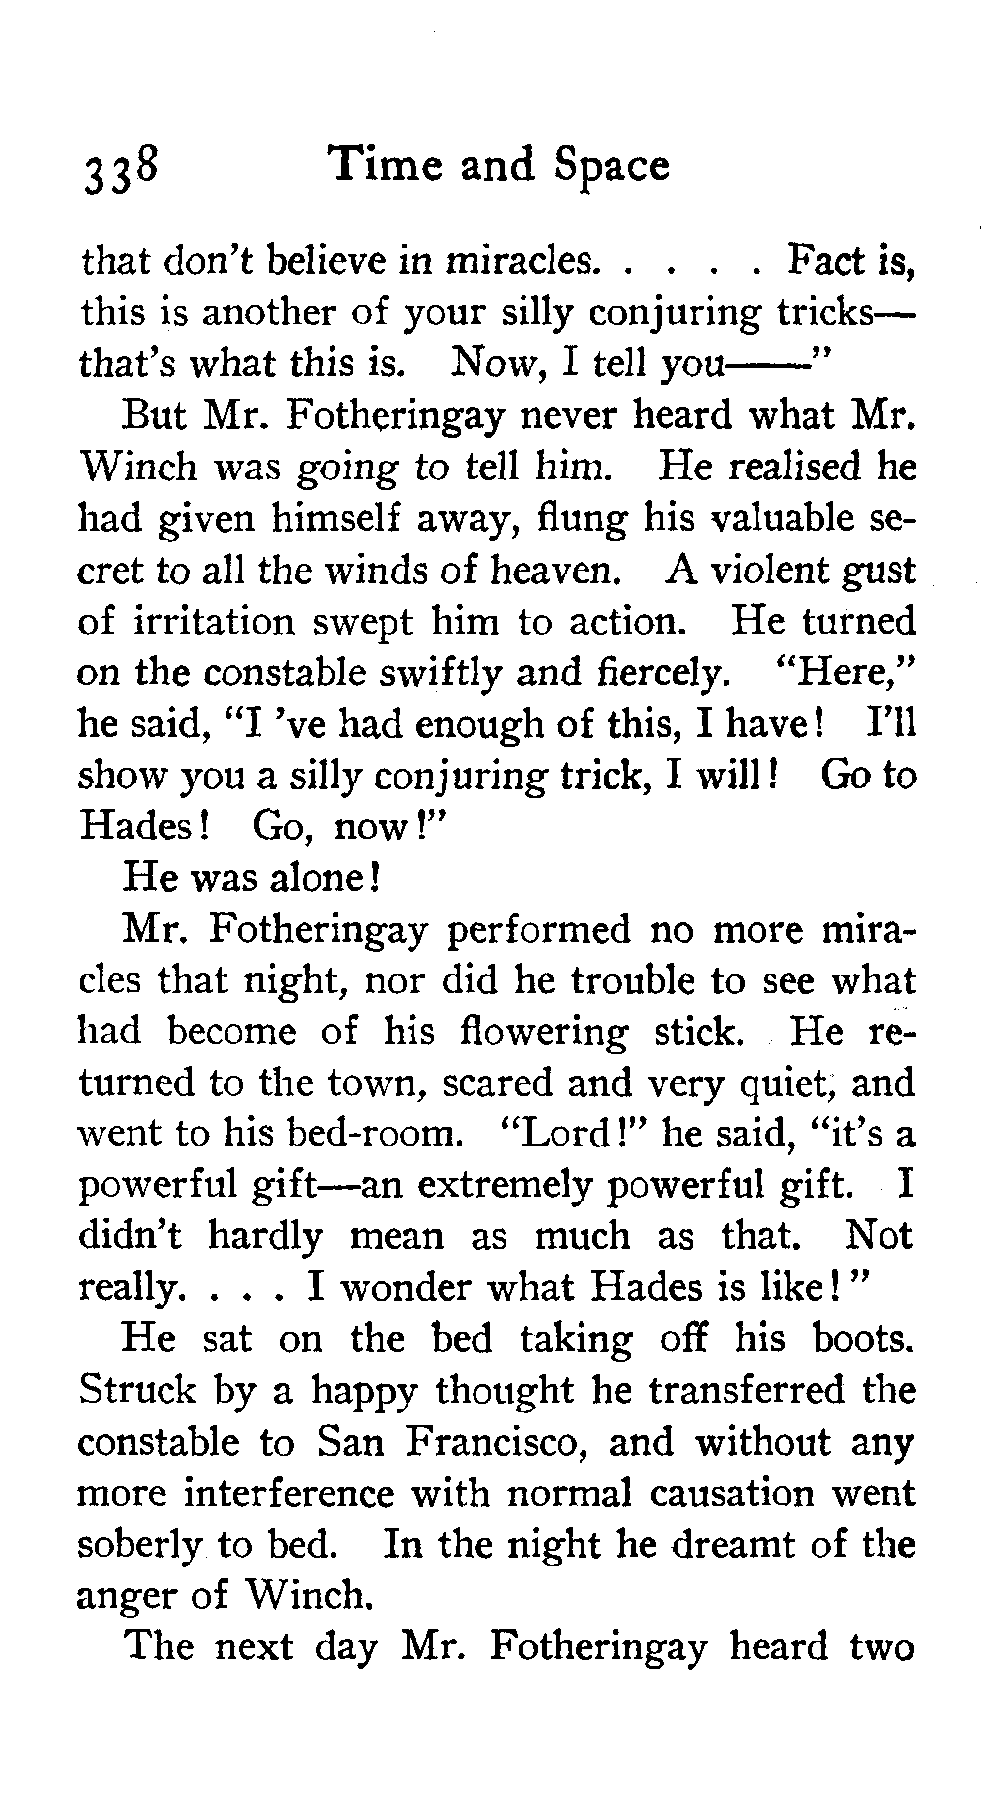 338 Time and Space
that don't believe in miracles. . . . . Fact is,
this is another of your silly conjuring tricks—
that's what this is. Now, I tell you——"
But Mr. Fotheringay never heard what Mr.
Winch was going to tell him. He realised he
had given himself away, flung his valuable se-
cret to all the winds of heaven. A violent gust
of irritation swept him to action. He turned
on the constable swiftly and fiercely. "Here,"
he said, "I 've had enough of this, I have! I'll
show you a silly conjuring trick, I will! Go to
Hades! Go, now!"
He was alone!
Mr. Fotheringay performed no more mira-
cles that night, nor did he trouble to see what
had become of his flowering stick. He re-
turned to the town, scared and very quiet, and
went to his bed-room. "Lord!" he said, "it's a
powerful gift—an extremely powerful gift. I
didn't hardly mean as much as that. Not
really. . . . I wonder what Hades is like!"
He sat on the bed taking off his boots.
Struck by a happy thought he transferred the
constable to San Francisco, and without any
more interference with normal causation went
soberly to bed. In the night he dreamt of the
anger of Winch.
The next day Mr. Fotheringay heard two